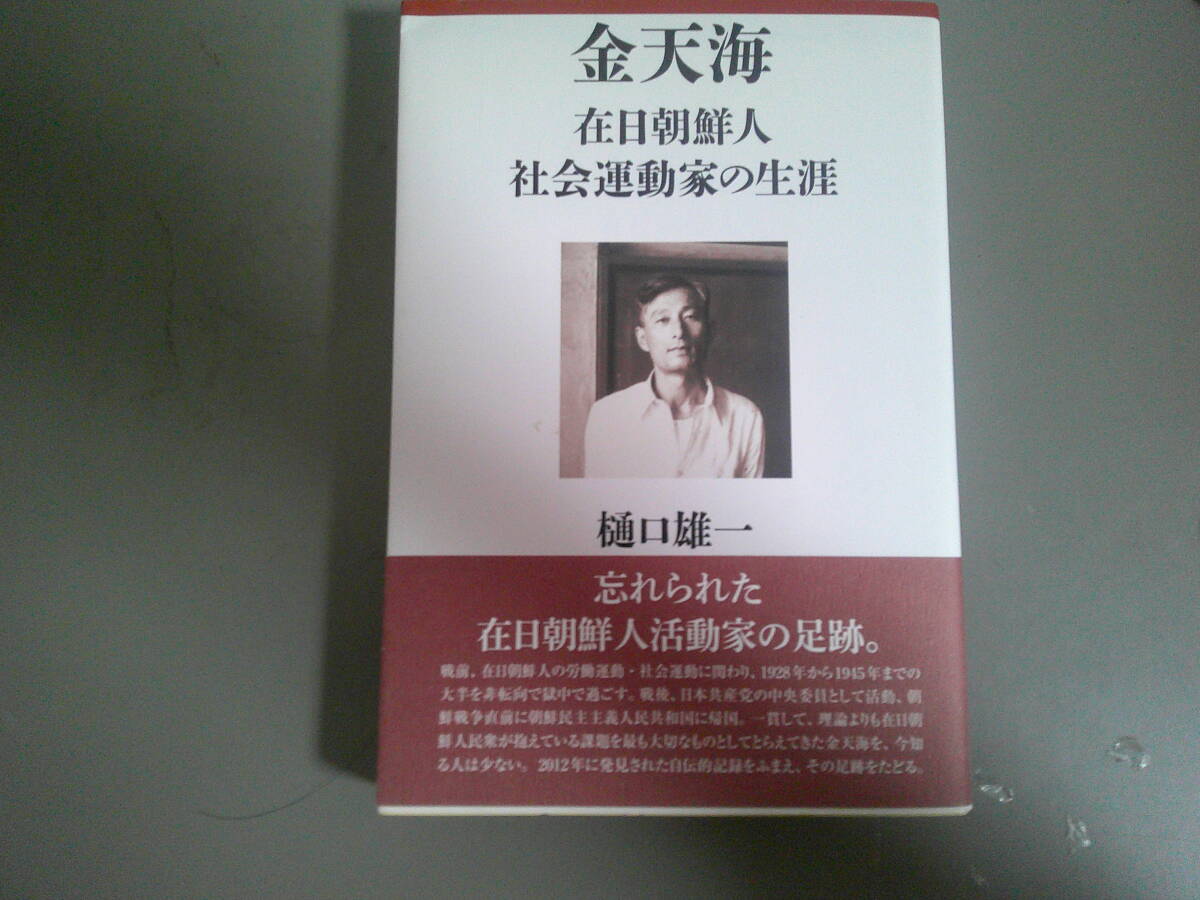 金天海
在日朝鮮人
社会運動家の生涯
樋口雄一
忘れられた
在日朝鮮人活動家の足跡。
戦前、在日朝鮮人の労働運動・社会運動に関わり、1928年から1945年までの
大半を非転向で獄中で過ごす。戦後、日本共産党の中央委員として活動、朝
鮮戦争直前に朝鮮民主主義人民共和国に帰国。一貫して、理論よりも在日朝
鮮人民衆が抱えている課題を最も大切なものとしてとらえてきた金天海を、今知
る人は少ない。2012年に発見された自伝的記録をふまえ、その足跡をたどる。